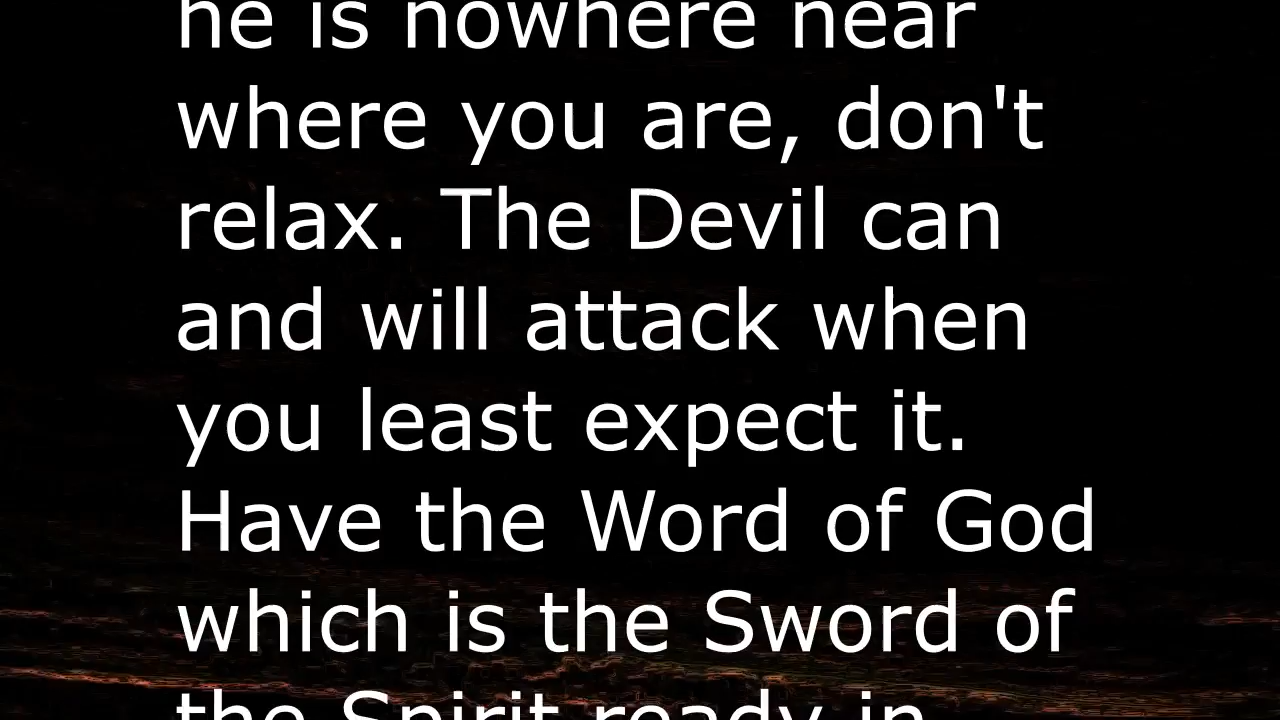 he is nowhere near
where you are, don't
relax. The Devil can
and will attack when
you least expect it.
Have the Word of God
which is the Sword of
the Spirit ready in